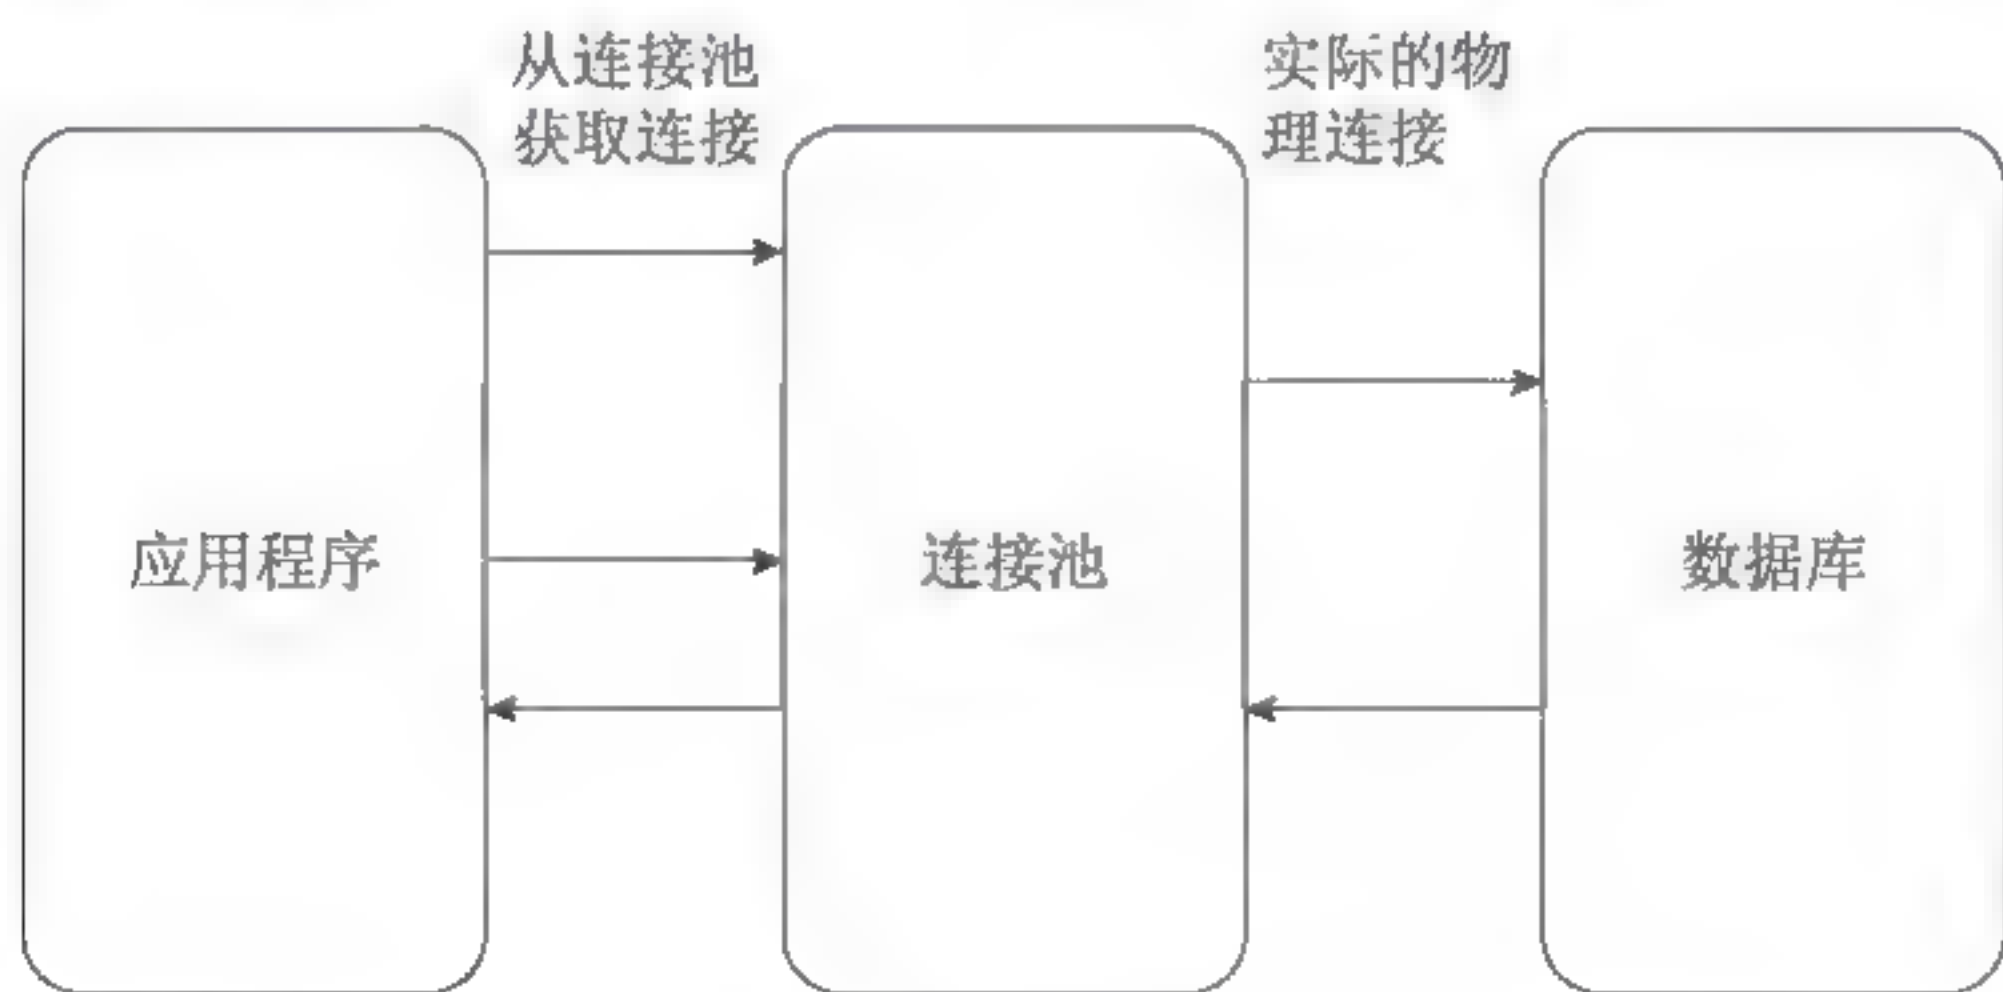 从连接池
获取连接
实际的物
理连接
应用程序
连接池
数据库